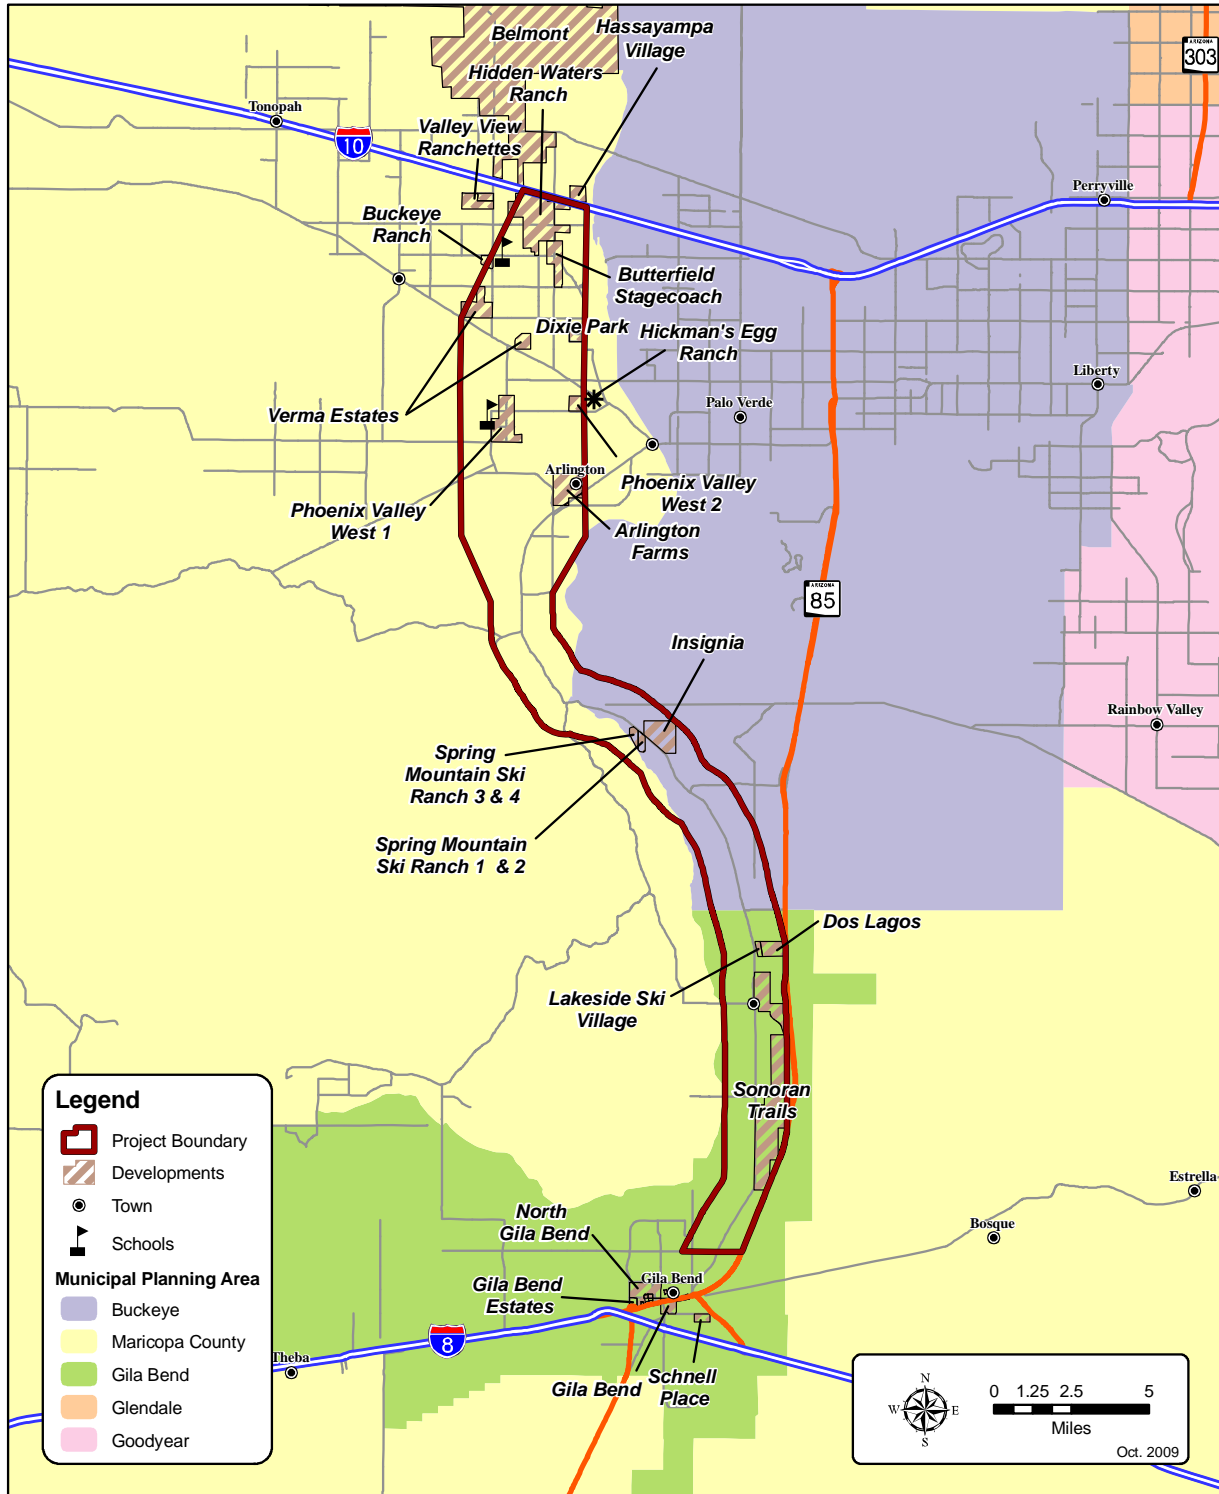 Belmont
Hassayampa
Village
ARIZONA
303
Hidden Waters
Ranch
Tonopah
10
Valley View
Ranchettes
Perryville
Buckeye
Ranch
Butterfield
Stagecoach
Dixie Park
Hickman's Egg
Ranch
Liberty
Verma Estates
Palo Verde
Arlington
Phoenix Valley
West 2
Phoenix Valley
West 1
Arlington
Farms
ARIZONA
85
Insignia
Rainbow Valley
Spring
Mountain Ski
Ranch 3 & 4
Spring Mountain
Ski Ranch 1 & 2
Dos Lagos
Lakeside Ski
Village
Sonoran
Trails
Estrella
North
Gila Bend
Bosque
Gila Bend
Gila Bend
Estates
8
Theba
Gila Bend
Schnell
Place
Legend
Project Boundary
Developments
Town
Schools
Municipal Planning Area
Buckeye
Maricopa County
Gila Bend
Glendale
Goodyear
N
W
E
S
0 1.25 2.5 5
Miles
Oct. 2009